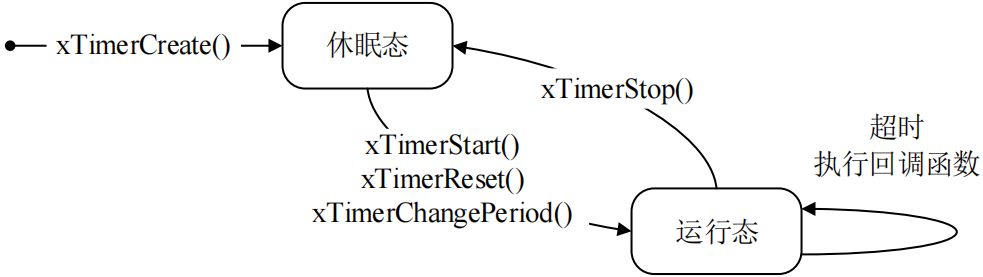 xTimerCreate()
休眠态
xTimerStop()
超时
执行回调函数
xTimerStart()
xTimerReset()
xTimerChangePeriod()
运行态